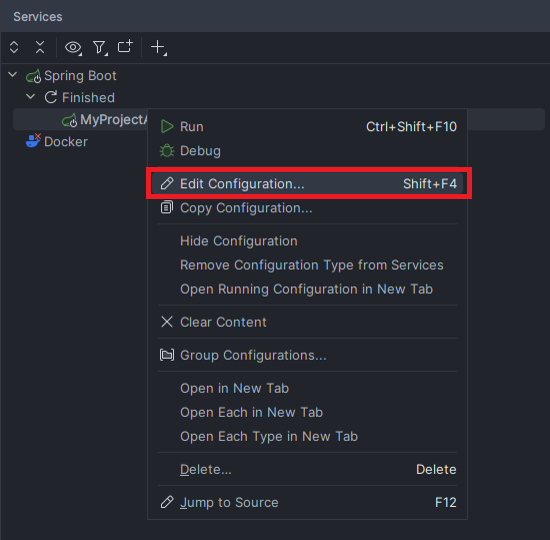 Services
Spring Boot
Finished
MyProjectA
Run Ctrl+Shift+F10
Debug
Edit Configuration... Shift+F4
Copy Configuration...
Hide Configuration
Remove Configuration Type from Services
Open Running Configuration in New Tab
Clear Content
Group Configurations...
Open in New Tab
Open Each in New Tab
Open Each Type in New Tab
Delete... Delete
Jump to Source F12
Docker